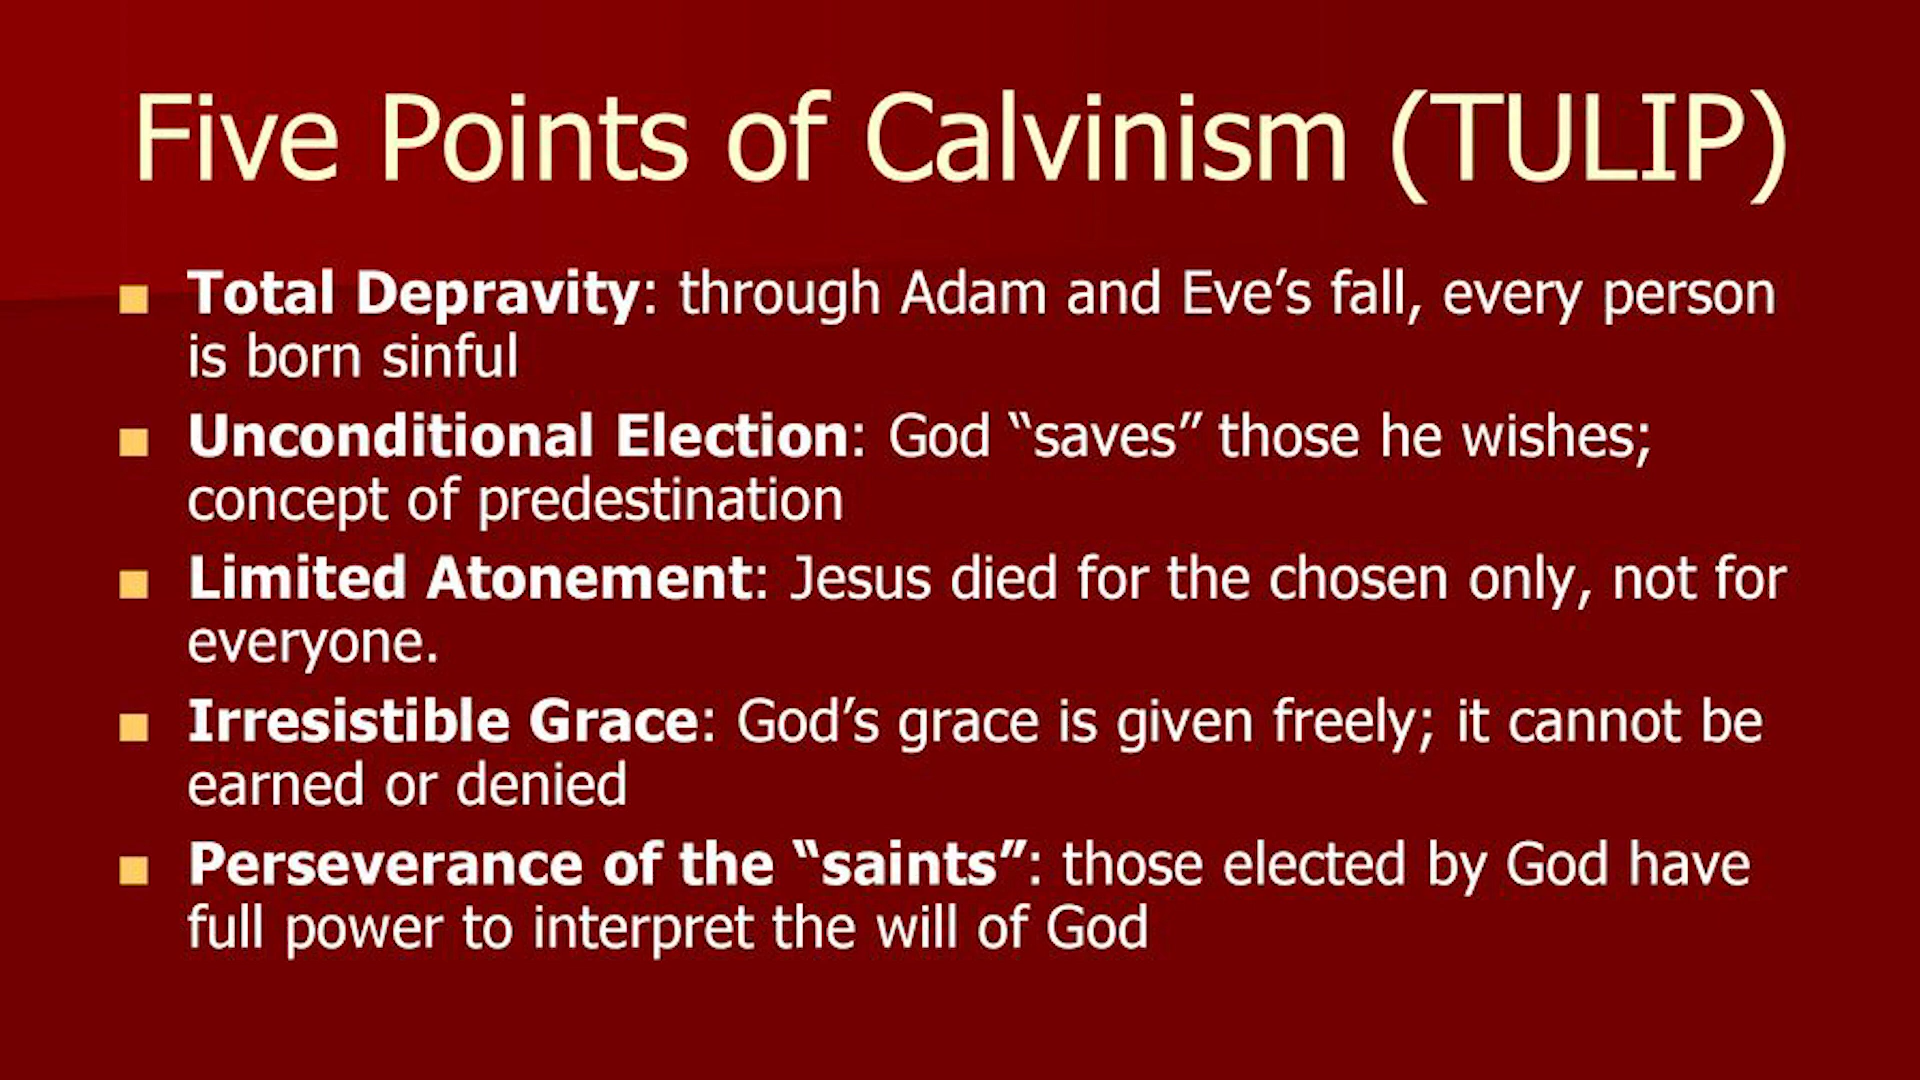 Five Points of Calvinism (TULIP)
■ Total Depravity: through Adam and Eve’s fall, every person
is born sinful
■ Unconditional Election: God “saves” those he wishes;
concept of predestination
■ Limited Atonement: Jesus died for the chosen only, not for
everyone.
■ Irresistible Grace: God’s grace is given freely; it cannot be
earned or denied
■ Perseverance of the “saints”: those elected by God have
full power to interpret the will of God